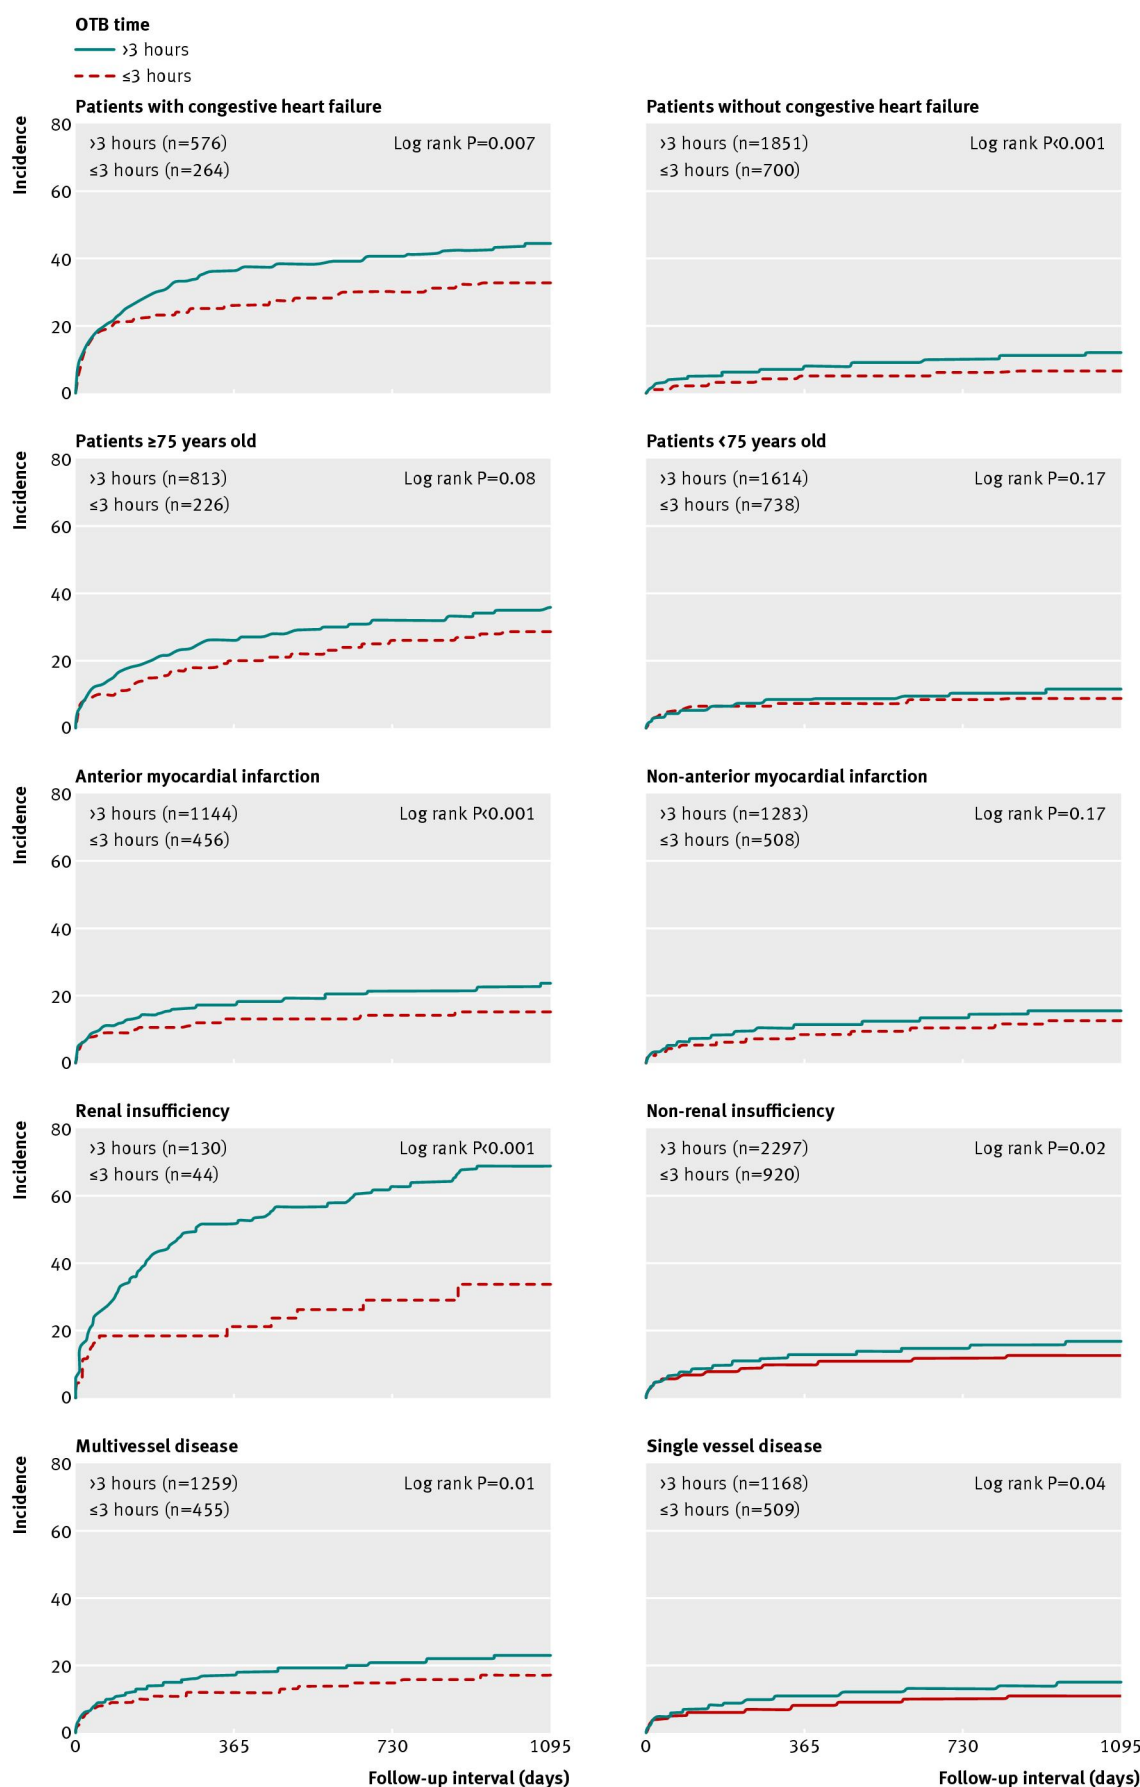 OTB time
>3 hours
≤3 hours
Patients with congestive heart failure
Incidence
80
60
40
20
0
>3 hours (n=576)
≤3 hours (n=264)
Log rank P=0.007
Patients without congestive heart failure
>3 hours (n=1851)
≤3 hours (n=700)
Log rank P<0.001
Patients ≥75 years old
Incidence
80
60
40
20
0
>3 hours (n=813)
≤3 hours (n=226)
Log rank P=0.08
Patients <75 years old
>3 hours (n=1614)
≤3 hours (n=738)
Log rank P=0.17
Anterior myocardial infarction
Incidence
80
60
40
20
0
>3 hours (n=1144)
≤3 hours (n=456)
Log rank P<0.001
Non-anterior myocardial infarction
>3 hours (n=1283)
≤3 hours (n=508)
Log rank P=0.17
Renal insufficiency
Incidence
80
60
40
20
0
>3 hours (n=130)
≤3 hours (n=44)
Log rank P<0.001
Non-renal insufficiency
>3 hours (n=2297)
≤3 hours (n=920)
Log rank P=0.02
Multivessel disease
Incidence
80
60
40
20
0
>3 hours (n=1259)
≤3 hours (n=455)
Log rank P=0.01
0 365 730 1095
Follow-up interval (days)
Single vessel disease
>3 hours (n=1168)
≤3 hours (n=509)
Log rank P=0.04
0 365 730 1095
Follow-up interval (days)